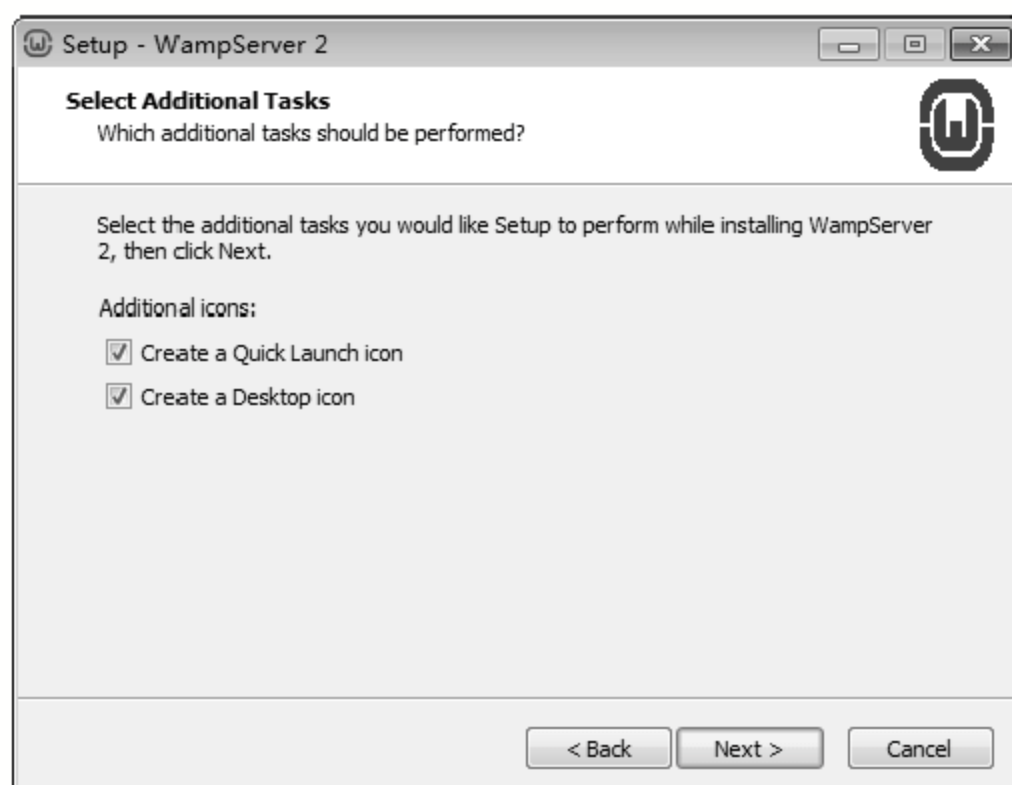 Setup - WampServer 2
Select Additional Tasks
Which additional tasks should be performed?
Select the additional tasks you would like Setup to perform while installing WampServer
2, then click Next.
Additional icons:
Create a Quick Launch icon
Create a Desktop icon
< Back Next > Cancel